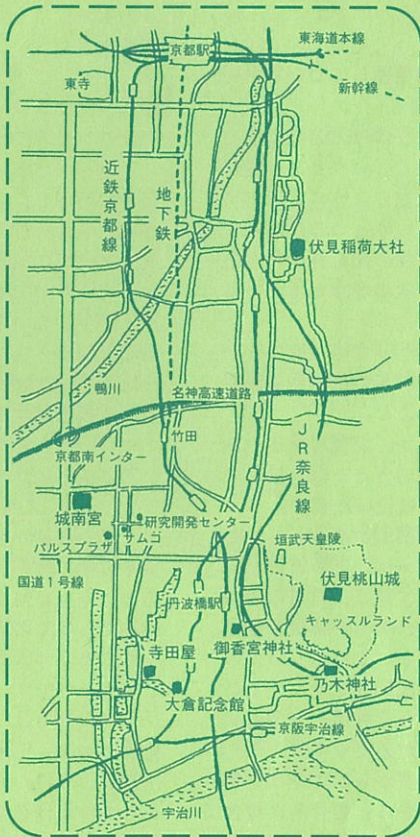 東海道本線
京都駅
東寺
新幹線
近鉄京都線
地下鉄
伏見稲荷大社
鴨川
名神高速道路
竹田
JR奈良線
京都南インター
城南宮
研究開発センター
サムコ
パルスプラザ
桓武天皇陵
国道1号線
伏見桃山城
丹波橋駅
キャッスルランド
御香宮神社
寺田屋
乃木神社
大倉記念館
京阪宇治線
宇治川